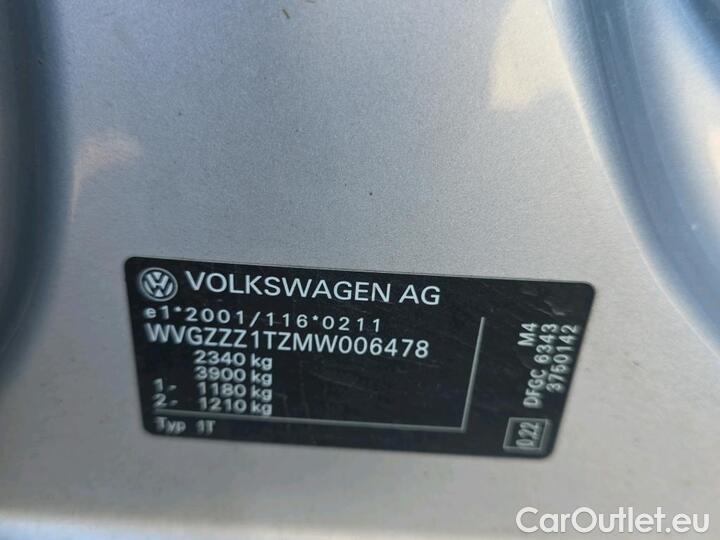 VOLKSWAGEN AG
e1*2001/116*0211
WVGZZZ1TZMW006478
2340 kg
3900 kg
1.- 1180 kg
2.- 1210 kg
Typ 1T
M4
DFGC 6343
3750142
0.22
CarOutlet.eu